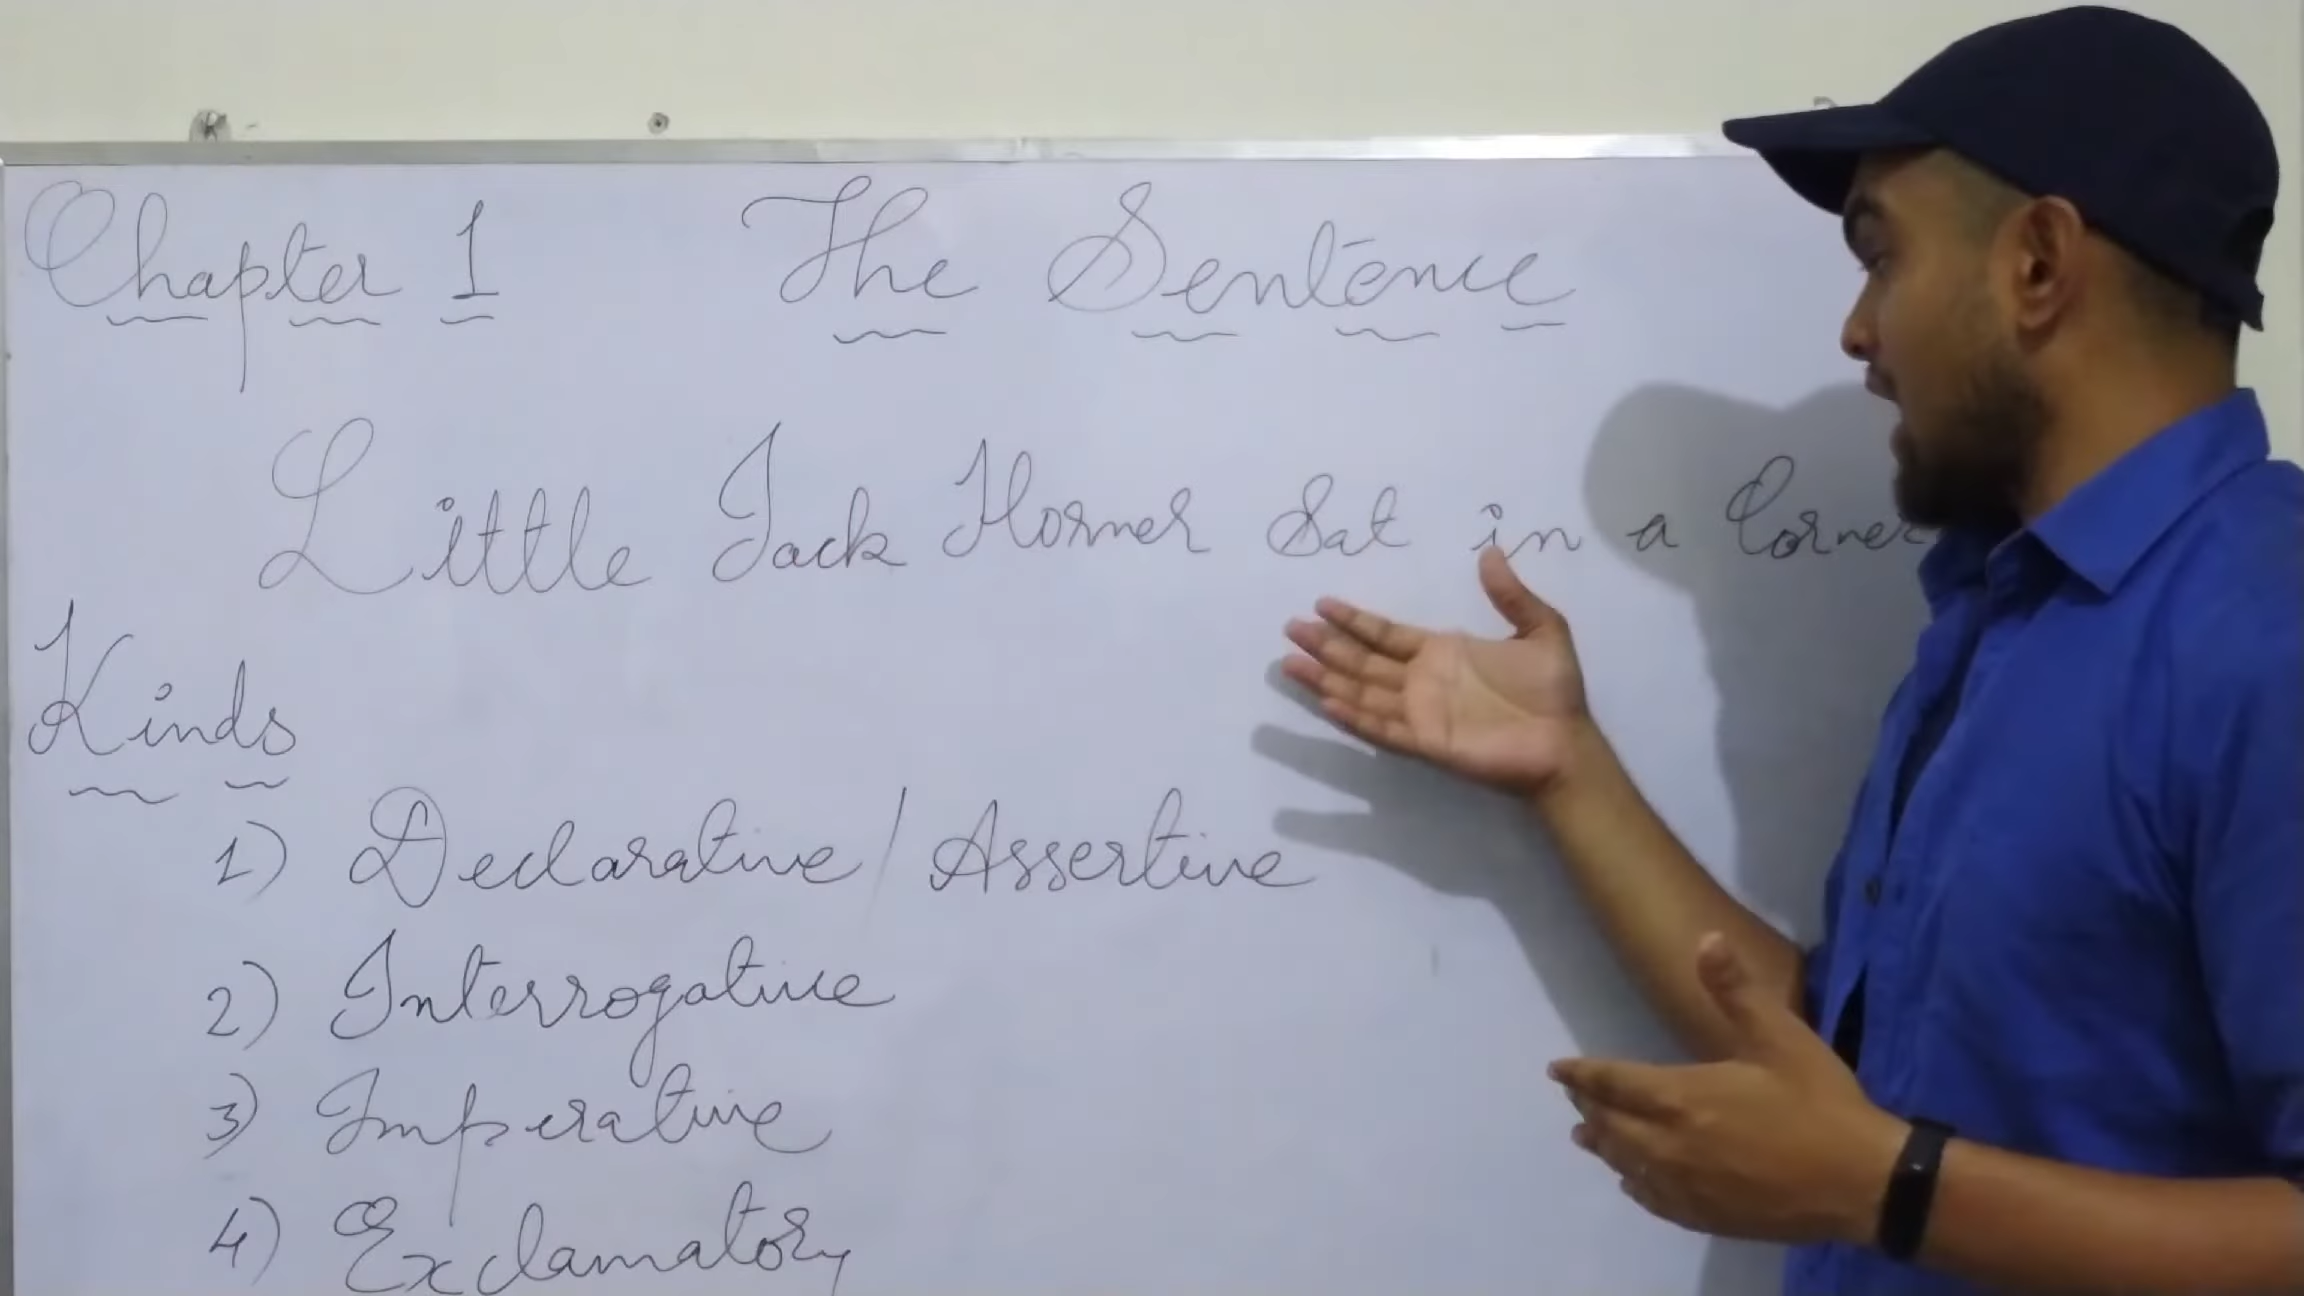 Chapter 1 The Sentence
Little Jack Horner Sat in a Corner
Kinds
1) Declarative / Assertive
2) Interrogative
3) Imperative
4) Exclamatory